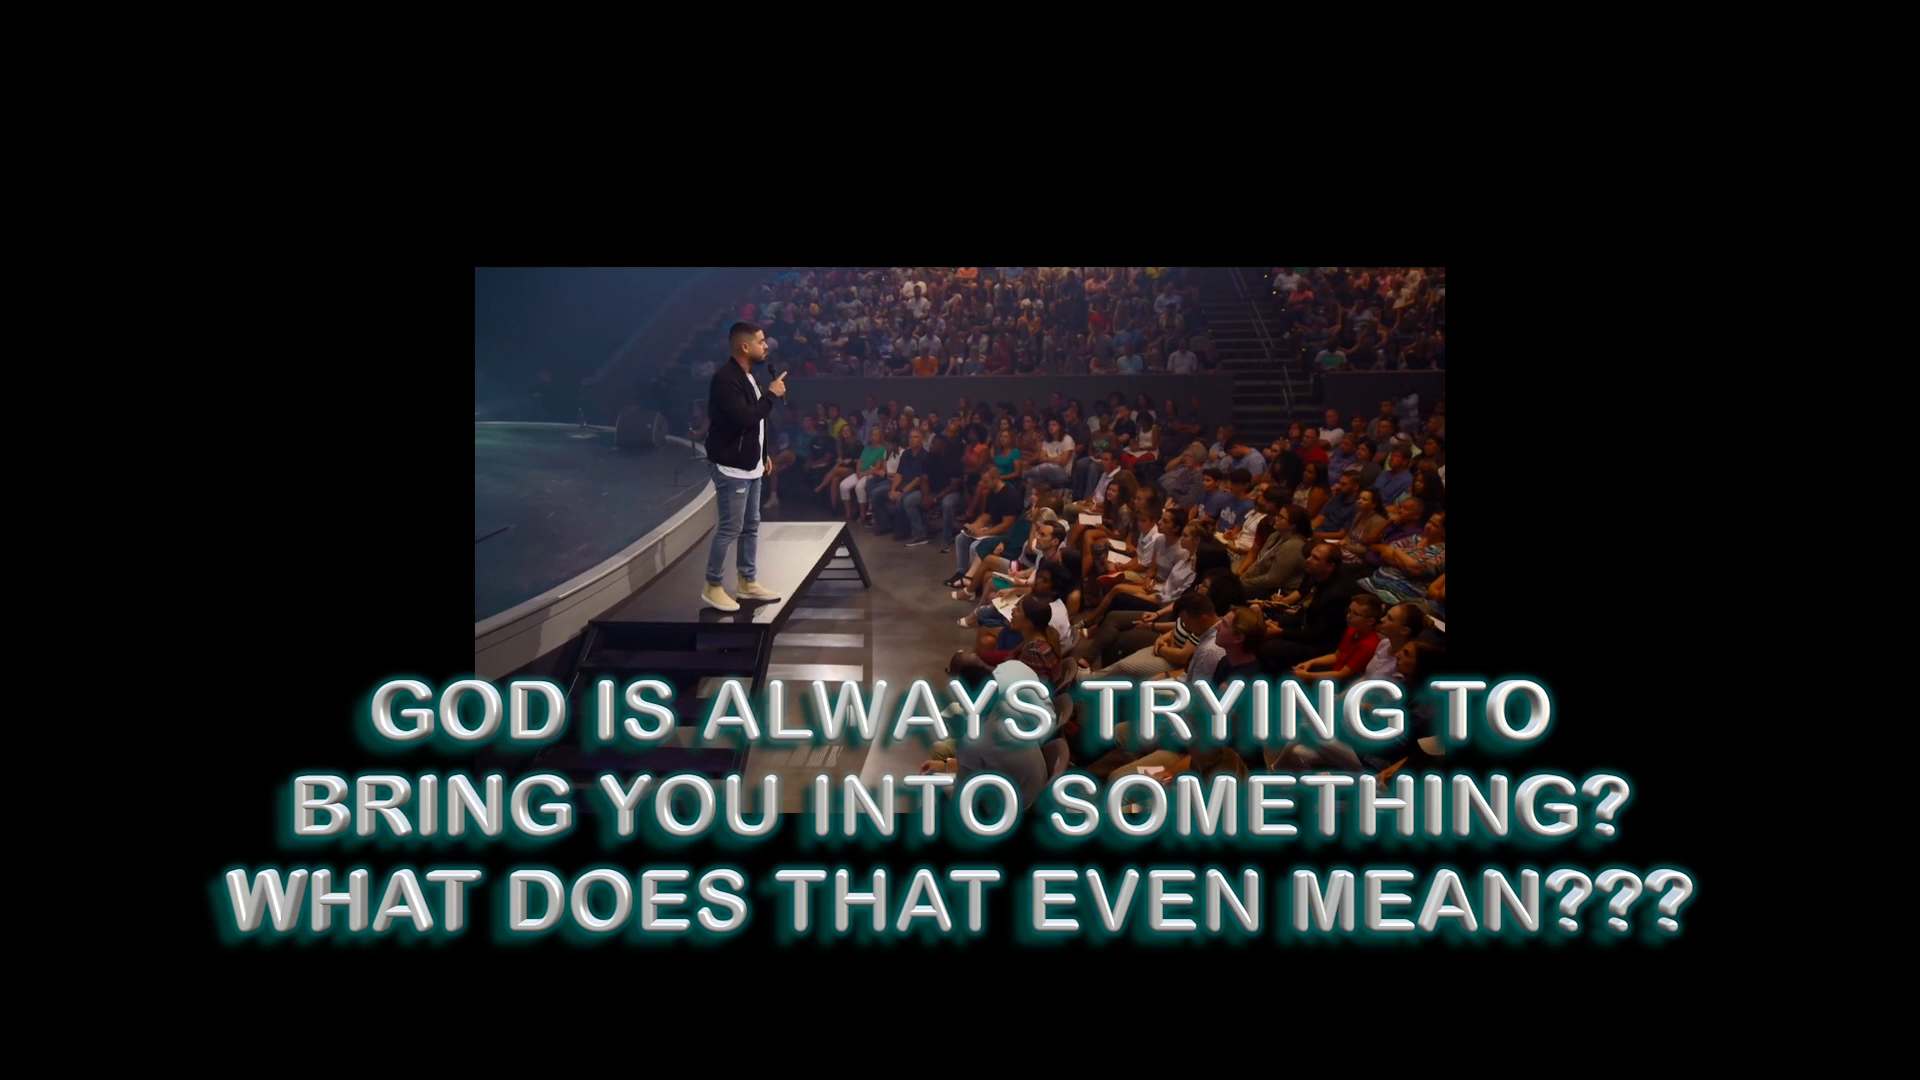 GOD IS ALWAYS TRYING TO
BRING YOU INTO SOMETHING?
WHAT DOES THAT EVEN MEAN???